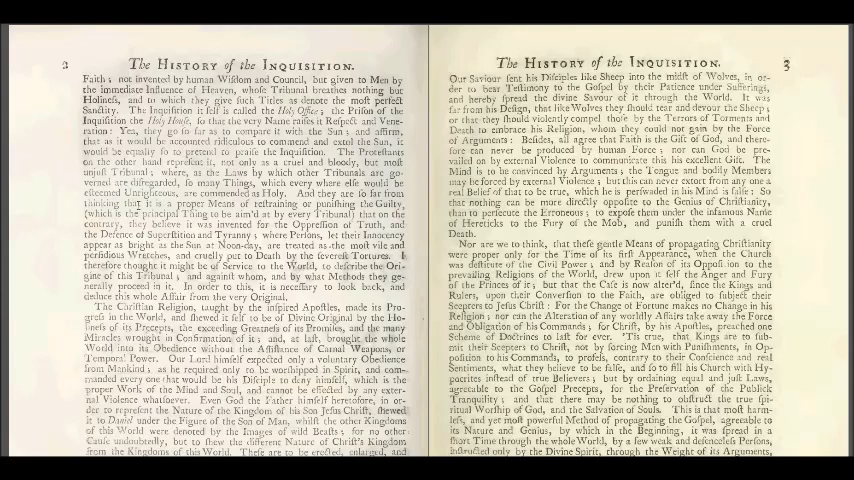 2 The HISTORY of the INQUISITION.
Faith; not invented by human Wisdom and Council, but given to Men by
the immediate Influence of Heaven, whose Tribunal breathes nothing but
Holiness, and to which they give such Titles as denote the most perfect
Sanctity. The Inquisition it self is called the Holy Office; the Prison of the
Inquisition the Holy House, so that the very Name raises it Respect and Vene-
ration: Yea, they go so far as to compare it with the Sun; and affirm,
that as it would be accounted ridiculous to commend and extol the Sun, it
would be equally so to pretend to praise the Inquisition. The Protestants
on the other hand represent it, not only as a cruel and bloody, but most
unjust Tribunal; where, as the Laws by which other Tribunals are go-
verned are disregarded, so many Things, which every where else would be
esteemed Unrighteous, are commended as Holy. And they are so far from
thinking that it is a proper Means of restraining or punishing the Guilty,
(which is the principal Thing to be aim'd at by every Tribunal) that on the
contrary, they believe it was invented for the Oppression of Truth, and
the Defence of Superstition and Tyranny; where Persons, let their Innocency
appear as bright as the Sun at Noon-day, are treated as the most vile and
perfidious Wretches, and cruelly put to Death by the severest Tortures. I
therefore thought it might be of Service to the World, to describe the Ori-
gine of this Tribunal; and against whom, and by what Methods they ge-
nerally proceed in it. In order to this, it is necessary to look back, and
deduce this whole Affair from the very Original.
The Christian Religion, taught by the inspired Apostles, made its Pro-
gress in the World, and shewed it self to be of Divine Original by the Ho-
liness of its Precepts, the exceeding Greatness of its Promises, and the many
Miracles wrought in Confirmation of it; and, at last, brought the whole
World into its Obedience without the Assistance of Carnal Weapons, or
Temporal Power. Our Lord himself expected only a voluntary Obedience
from Mankind; as he required only to be worshipped in Spirit, and com-
manded every one that would be his Disciple to deny himself, which is the
proper Work of the Mind and Soul, and cannot be effected by any exter-
nal Violence whatsoever. Even God the Father himself heretofore, in or-
der to represent the Nature of the Kingdom of his Son Jesus Christ, shewed
it to Daniel under the Figure of the Son of Man, whilst the other Kingdoms
of this World were denoted by the Images of wild Beasts; for no other
Cause undoubtedly, but to shew the different Nature of Christ's Kingdom
from the Kingdoms of this World. These are to be erected, enlarged, and
The HISTORY of the INQUISITION. 3
Our Saviour sent his Disciples like Sheep into the midst of Wolves, in or-
der to bear Testimony to the Gospel by their Patience under Sufferings,
and hereby spread the divine Savour of it through the World. It was
far from his Design, that like Wolves they should tear and devour the Sheep;
or that they should violently compel those by the Terrors of Torments and
Death to embrace his Religion, whom they could not gain by the Force
of Arguments: Besides, all agree that Faith is the Gift of God, and there-
fore can never be produced by human Force; nor can God be pre-
vailed on by external Violence to communicate this his excellent Gift. The
Mind is to be convinced by Arguments; the Tongue and bodily Members
may be forced by external Violence; but this can never extort from any one a
real Belief of that to be true, which he is perswaded in his Mind is false: So
that nothing can be more directly opposite to the Genius of Christianity,
than to persecute the Erroneous; to expose them under the infamous Name
of Hereticks to the Fury of the Mob, and punish them with a cruel
Death.
Nor are we to think, that these gentle Means of propagating Christianity
were proper only for the Time of its first Appearance, when the Church
was destitute of the Civil Power; and by Reason of its Opposition to the
prevailing Religions of the World, drew upon it self the Anger and Fury
of the Princes of it; but that the Case is now alter'd, since the Kings and
Rulers, upon their Conversion to the Faith, are obliged to subject their
Scepters to Jesus Christ: For the Change of Fortune makes no Change in his
Religion; nor can the Alteration of any worldly Affairs take away the Force
and Obligation of his Commands; for Christ, by his Apostles, preached one
Scheme of Doctrines to last for ever. 'Tis true, that Kings are to sub-
mit their Scepters to Christ, not by forcing Men with Punishments, in Op-
position to his Commands, to profess, contrary to their Conscience and real
Sentiments, what they believe to be false, and so to fill his Church with Hy-
pocrites instead of true Believers; but by ordaining equal and just Laws,
agreeable to the Gospel Precepts, for the Preservation of the Publick
Tranquility; and that there may be nothing to obstruct the true spi-
ritual Worship of God, and the Salvation of Souls. This is that most harm-
less, and yet most powerful Method of propagating the Gospel, agreeable to
its Nature and Genius, by which in the Beginning, it was spread in a
short Time through the whole World, by a few weak and defenceless Persons,
instructed only by the Divine Spirit, through the Weight of its Arguments,